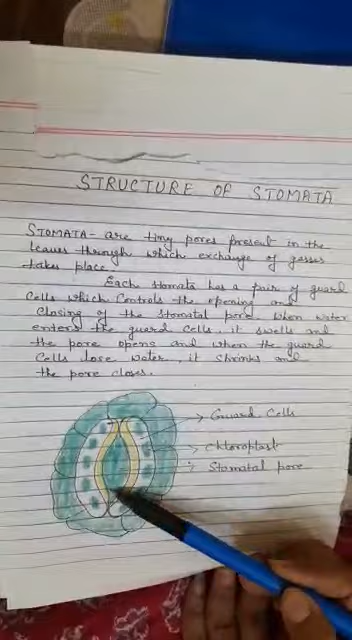 STRUCTURE OF STOMATA
STOMATA- are tiny pores present in the
leaves through which exchange of gasses
takes place.
Each stomata has a pair of guard
cells which controls the opening and
closing of the stomatal pore. When water
enters the guard cells, it swells and
the pore opens and when the guard
cells lose water, it shrinks and
the pore closes.
Guard cells
Chloroplast
Stomatal pore